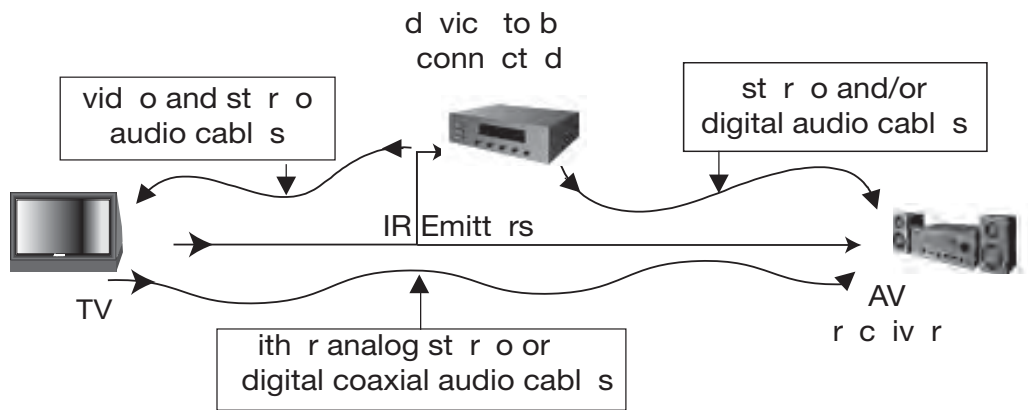 d vic to b
conn ct d
vid o and st r o
audio cabl s
st r o and/or
digital audio cabl s
IR Emitt rs
TV
AV
r c iv r
ith r analog st r o or
digital coaxial audio cabl s